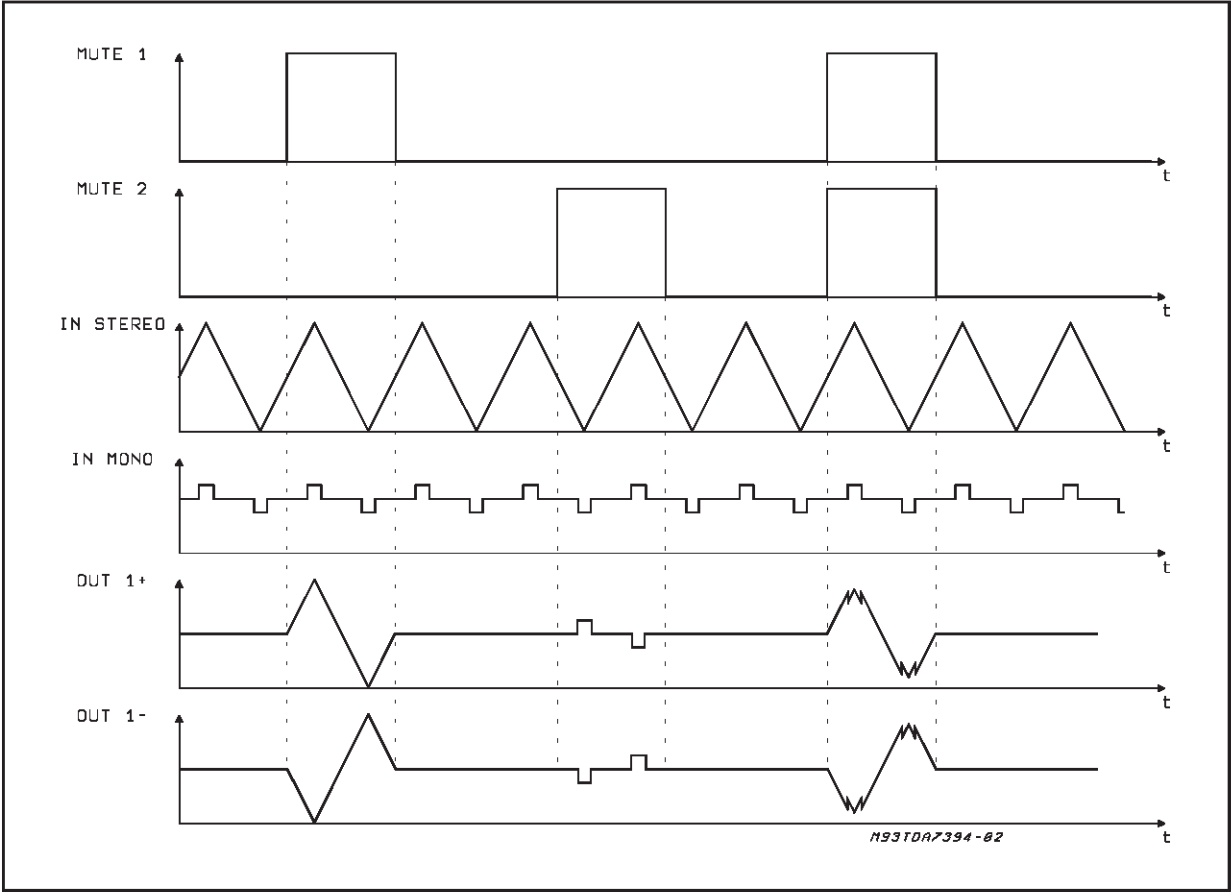 MUTE 1
t
MUTE 2
t
IN STEREO
t
IN MONO
t
OUT 1+
t
OUT 1-
t
M93TDA7394-02